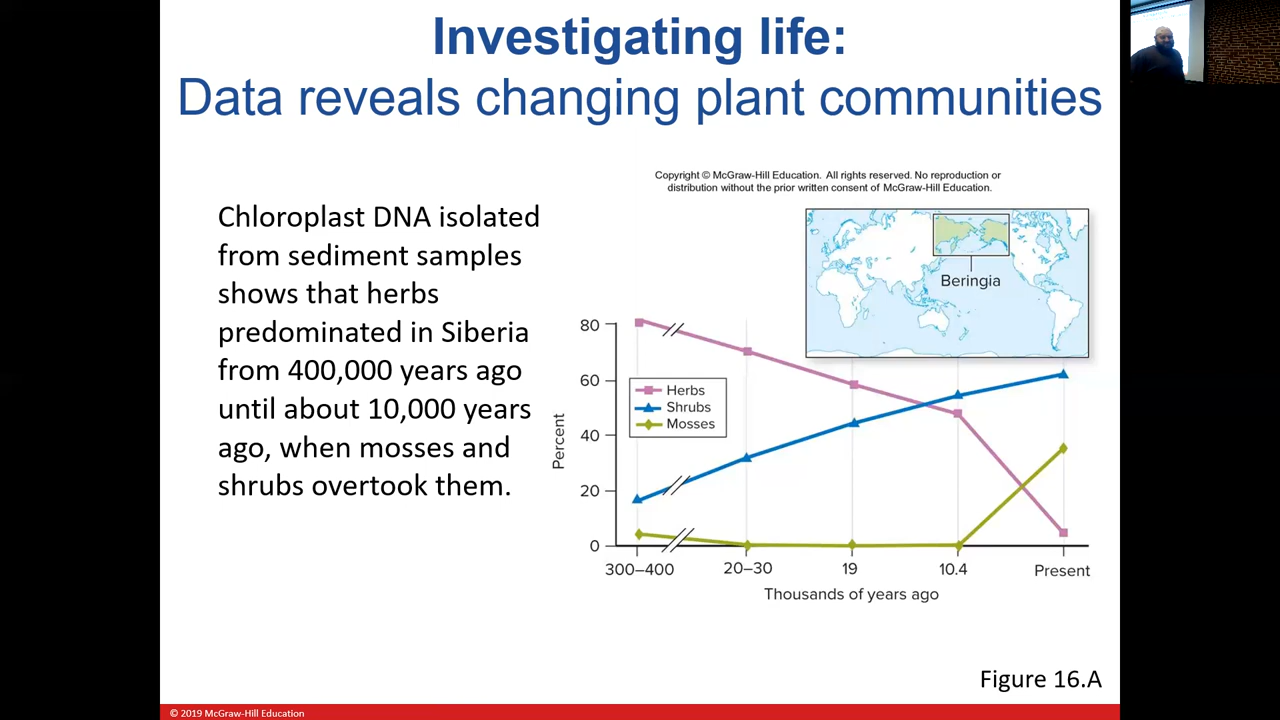 Investigating life:
Data reveals changing plant communities
Copyright © McGraw-Hill Education. All rights reserved. No reproduction or
distribution without the prior written consent of McGraw-Hill Education.
Chloroplast DNA isolated
from sediment samples
shows that herbs
predominated in Siberia
from 400,000 years ago
until about 10,000 years
ago, when mosses and
shrubs overtook them.
Beringia
80
60
40
20
0
Percent
Herbs
Shrubs
Mosses
300–400
20–30
19
10.4
Present
Thousands of years ago
Figure 16.A
© 2019 McGraw-Hill Education